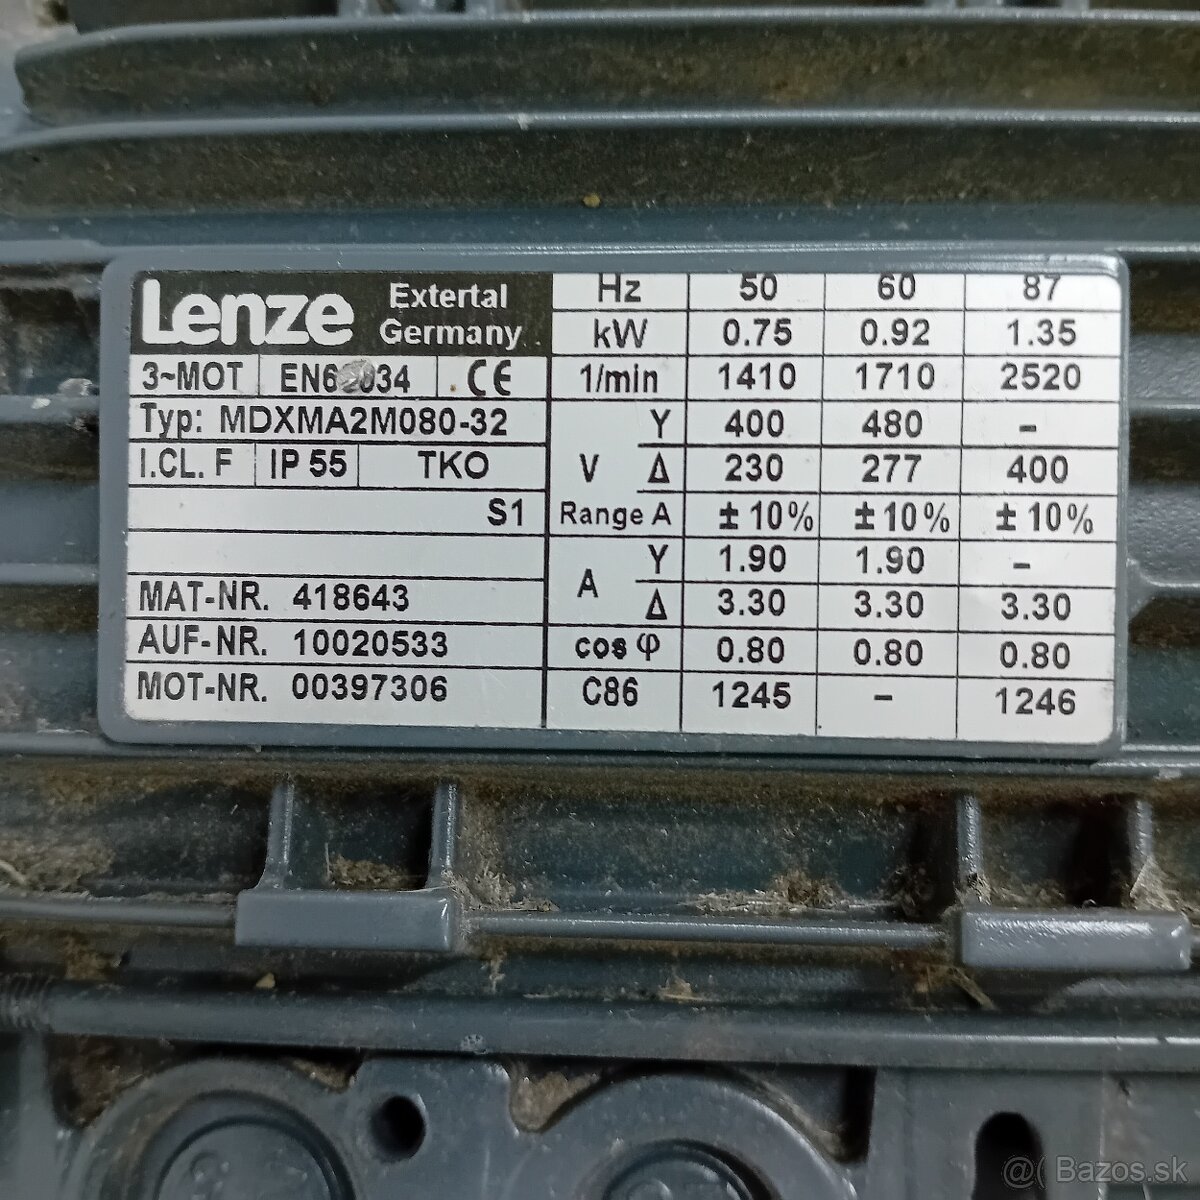 Lenze Extertal Germany
3~MOT EN60034 CE
Typ: MDXMA2M080-32
I.CL. F IP 55 TKO
S1
MAT-NR. 418643
AUF-NR. 10020533
MOT-NR. 00397306
Hz 50 60 87
kW 0.75 0.92 1.35
1/min 1410 1710 2520
V Y 400 480 -
Δ 230 277 400
Range A ±10% ±10% ±10%
A Y 1.90 1.90 -
Δ 3.30 3.30 3.30
cos φ 0.80 0.80 0.80
C86 1245 - 1246
@( Bazos.sk